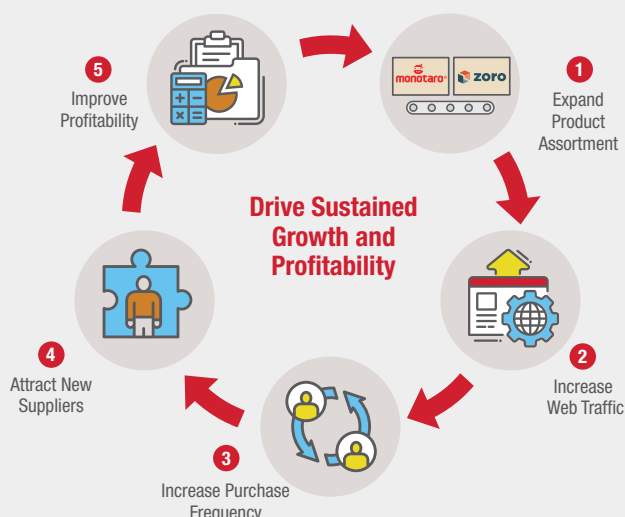 1
Expand
Product
Assortment
monotaro
zoro
2
Increase
Web Traffic
3
Increase Purchase
Frequency
4
Attract New
Suppliers
5
Improve
Profitability
Drive Sustained
Growth and
Profitability